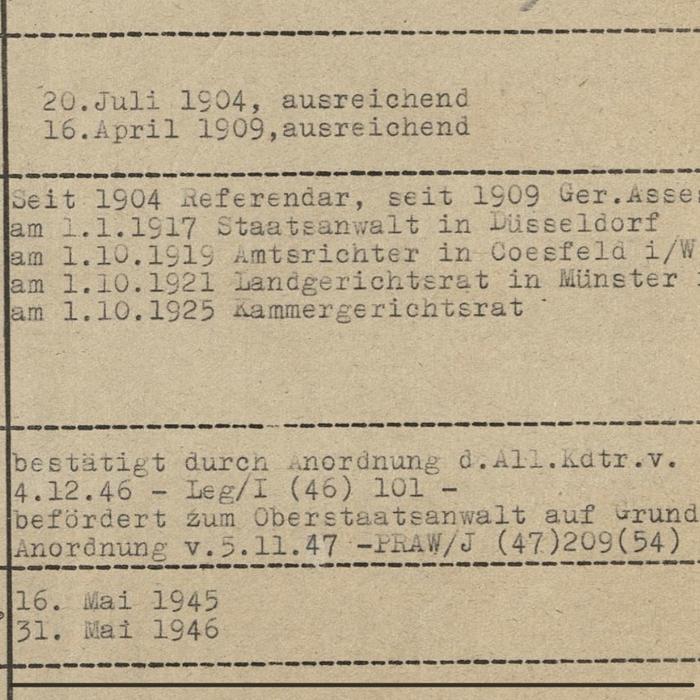 20.Juli 1904, ausreichend
16.April 1909,ausreichend
Seit 1904 Referendar, seit 1909 Ger.Asse
am 1.1.1917 Staatsanwalt in Düsseldorf
am 1.10.1919 Amtsrichter in Coesfeld i/W
am 1.10.1921 Landgerichtsrat in Münster
am 1.10.1925 Kammergerichtsrat
bestätigt durch Anordnung d.All.Kdtr.v.
4.12.46 - Leg/I (46) 101 -
befördert zum Oberstaatsanwalt auf Grund
Anordnung v.5.11.47 -PRAW/J (47)209(54)
16. Mai 1945
31. Mai 1946